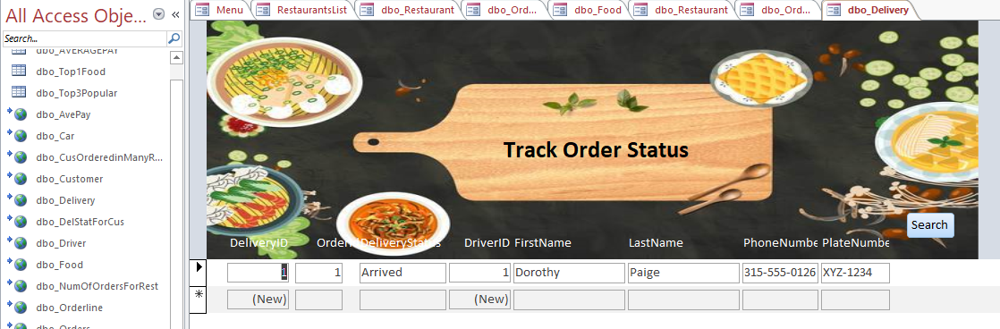 All Access Obje...
Search...
dbo_AVERAGEPAY
dbo_Top1Food
dbo_Top3Popular
dbo_AvePay
dbo_Car
dbo_CusOrderedinManyR...
dbo_Customer
dbo_Delivery
dbo_DelStatForCus
dbo_Driver
dbo_Food
dbo_NumOfOrdersForRest
dbo_Orderline
dbo_Orders
Menu RestaurantsList dbo_Restaurant dbo_Ord... dbo_Food dbo_Restaurant dbo_Ord... dbo_Delivery
Track Order Status
Search
DeliveryID OrderI DeliveryStatus DriverID FirstName LastName PhoneNumbe PlateNumbe
1 1 Arrived 1 Dorothy Paige 315-555-0126 XYZ-1234
(New) (New)